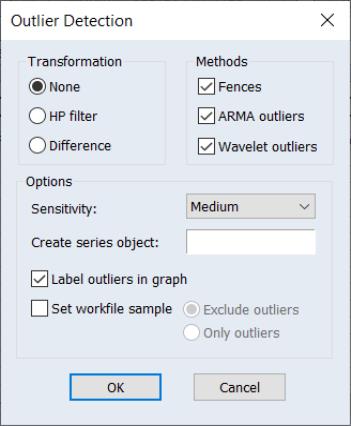 Outlier Detection
Transformation
None
HP filter
Difference
Methods
Fences
ARMA outliers
Wavelet outliers
Options
Sensitivity: Medium
Create series object:
Label outliers in graph
Set workfile sample
Exclude outliers
Only outliers
OK Cancel